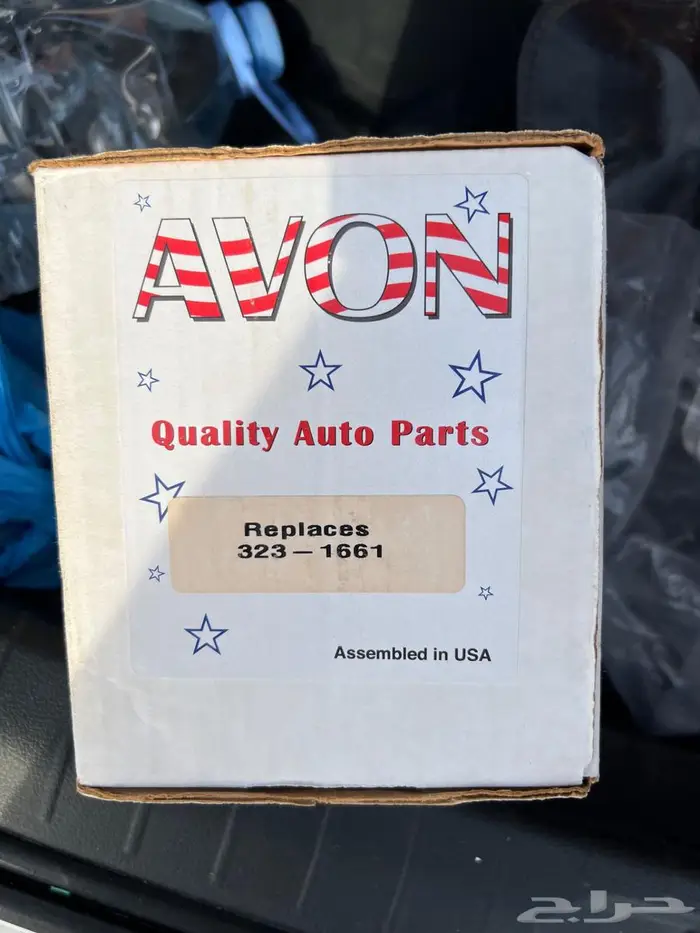 AVON
Quality Auto Parts
Replaces
323-1661
Assembled in USA
حراج